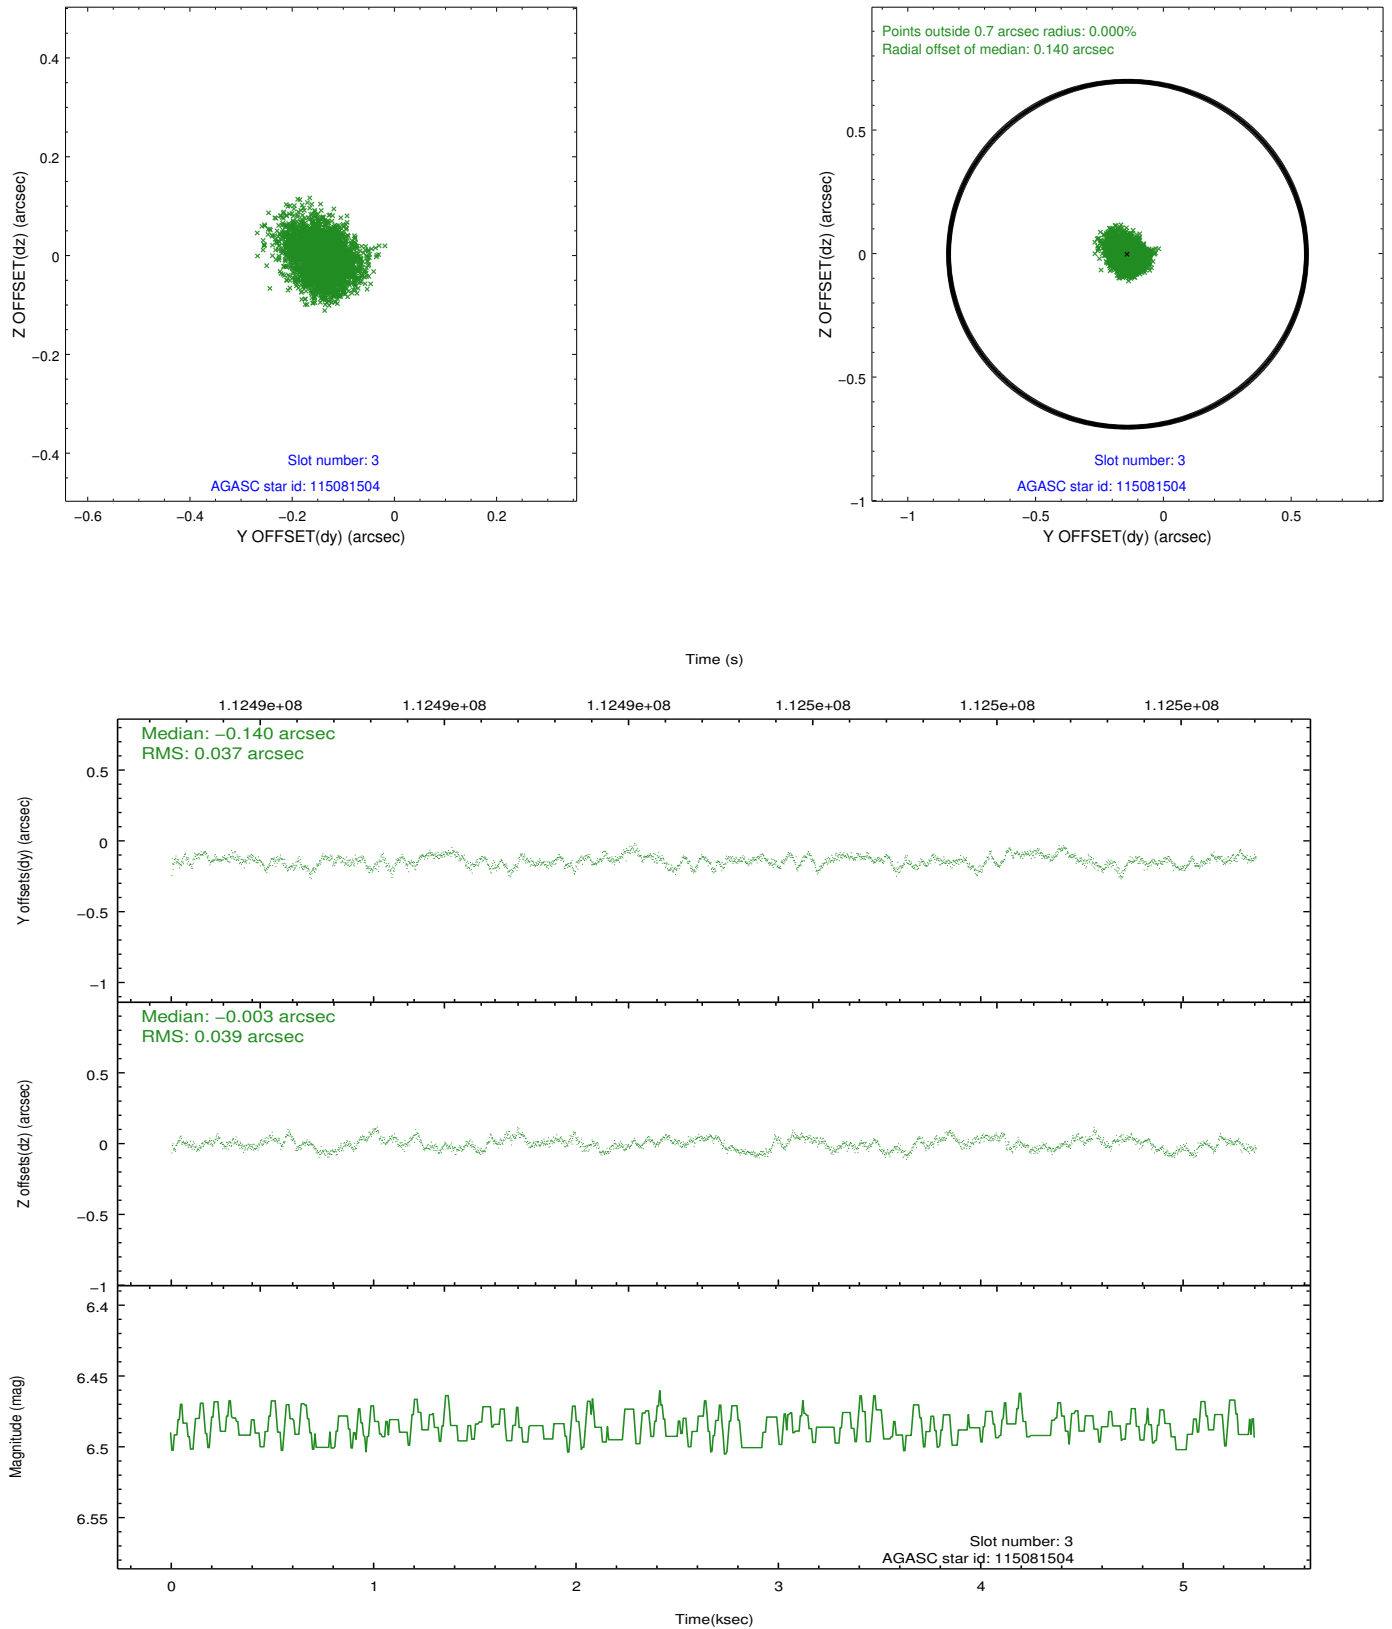 0.4
0.2
0
−0.2
−0.4
Z OFFSET(dz) (arcsec)
Slot number: 3
AGASC star id: 115081504
−0.6 −0.4 −0.2 0 0.2
Y OFFSET(dy) (arcsec)
Points outside 0.7 arcsec radius: 0.000%
Radial offset of median: 0.140 arcsec
0.5
0
−0.5
−1
Z OFFSET(dz) (arcsec)
Slot number: 3
AGASC star id: 115081504
−1 −0.5 0 0.5
Y OFFSET(dy) (arcsec)
Time (s)
1.1249e+08 1.1249e+08 1.1249e+08 1.125e+08 1.125e+08 1.125e+08
Median: −0.140 arcsec
RMS: 0.037 arcsec
0.5
0
−0.5
−1
Y offsets(dy) (arcsec)
Median: −0.003 arcsec
RMS: 0.039 arcsec
0.5
0
−0.5
−1
Z offsets(dz) (arcsec)
6.4
6.45
6.5
6.55
Magnitude (mag)
Slot number: 3
AGASC star id: 115081504
0 1 2 3 4 5
Time(ksec)